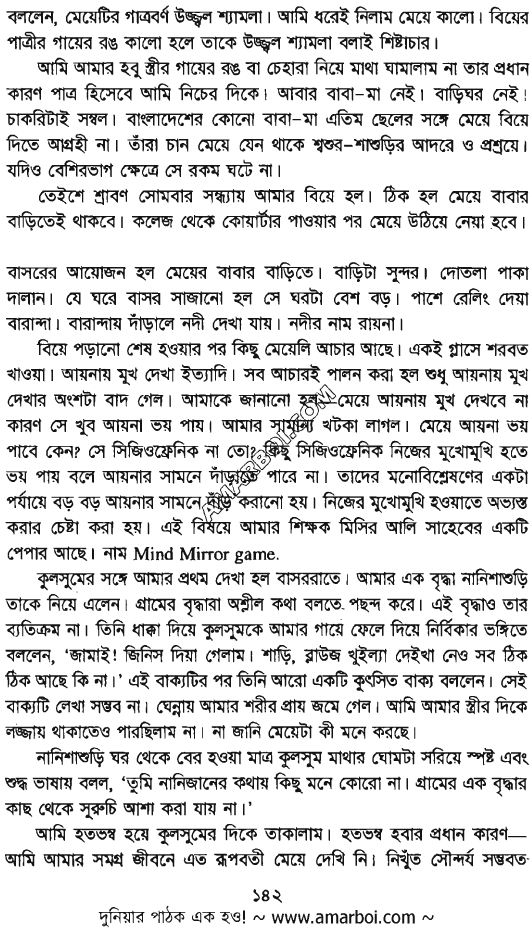 বললেন, মেয়েটির গাত্রবর্ণ উজ্জ্বল শ্যামলা। আমি ধরেই নিলাম মেয়ে কালো। বিয়ের
পাত্রীর গায়ের রঙ কালো হলে তাকে উজ্জ্বল শ্যামলা বলাই শিষ্টাচার।
আমি আমার হবু স্ত্রীর গায়ের রঙ বা চেহারা নিয়ে মাথা ঘামালাম না তার প্রধান
কারণ পাত্র হিসেবে আমি নিচের দিকে। আবার বাবা-মা নেই। বাড়িঘর নেই।
চাকরিটাই সম্বল। বাংলাদেশের কোনো বাবা-মা এতিম ছেলের সঙ্গে মেয়ে বিয়ে
দিতে আগ্রহী না। তাঁরা চান মেয়ে যেন থাকে শ্বশুর-শাশুড়ির আদরে ও প্রশ্রয়ে।
যদিও বেশিরভাগ ক্ষেত্রে সে রকম ঘটে না।
তেইশে শ্রাবণ সোমবার সন্ধ্যায় আমার বিয়ে হল। ঠিক হল মেয়ে বাবার
বাড়িতেই থাকবে। কলেজ থেকে কোয়ার্টার পাওয়ার পর মেয়ে উঠিয়ে নেয়া হবে।
বাসরের আয়োজন হল মেয়ের বাবার বাড়িতে। বাড়িটা সুন্দর। দোতলা পাকা
দালান। যে ঘরে বাসর সাজানো হল সে ঘরটা বেশ বড়। পাশে রেলিং দেয়া
বারান্দা। বারান্দায় দাঁড়ালে নদী দেখা যায়। নদীর নাম রায়না।
বিয়ে পড়ানো শেষ হওয়ার পর কিছু মেয়েলি আচার আছে। একই গ্লাসে শরবত
খাওয়া। আয়নায় মুখ দেখা ইত্যাদি। সব আচারই পালন করা হল শুধু আয়নায় মুখ
দেখার অংশটা বাদ গেল। আমাকে জানানো হল, মেয়ে আয়নায় মুখ দেখবে না
কারণ সে খুব আয়না ভয় পায়। আমার সামান্য খটকা লাগল। মেয়ে আয়না ভয়
পাবে কেন? সে সিজিওফ্রেনিক না তো? কিছু সিজিওফ্রেনিক নিজের মুখোমুখি হতে
ভয় পায় বলে আয়নার সামনে দাঁড়াতে পারে না। তাদের মনোবিশ্লেষণের একটা
পর্যায়ে বড় বড় আয়নার সামনে দাঁড় করানো হয়। নিজের মুখোমুখি হওয়াতে অভ্যস্ত
করার চেষ্টা করা হয়। এই বিষয়ে আমার শিক্ষক মিসির আলি সাহেবের একটি
পেপার আছে। নাম Mind Mirror game.
কুলসুমের সঙ্গে আমার প্রথম দেখা হল বাসররাতে। আমার এক বৃদ্ধা নানিশাশুড়ি
তাকে নিয়ে এলেন। গ্রামের বৃদ্ধারা অশ্লীল কথা বলতে পছন্দ করে। এই বৃদ্ধাও তার
ব্যতিক্রম না। তিনি ধাক্কা দিয়ে কুলসুমকে আমার গায়ে ফেলে দিয়ে নির্বিকার ভঙ্গিতে
বললেন, ‘জামাই! জিনিস দিয়া গেলাম। শাড়ি, ব্লাউজ খুইল্যা দেইখা নেও সব ঠিক
ঠিক আছে কি না।’ এই বাক্যটির পর তিনি আরো একটি কুৎসিত বাক্য বললেন। সেই
বাক্যটি লেখা সম্ভব না। ঘেন্নায় আমার শরীর প্রায় জমে গেল। আমি আমার স্ত্রীর দিকে
লজ্জায় থাকাতেও পারছিলাম না। না জানি মেয়েটা কী মনে করছে।
নানিশাশুড়ি ঘর থেকে বের হওয়া মাত্র কুলসুম মাথার ঘোমটা সরিয়ে স্পষ্ট এবং
শুদ্ধ ভাষায় বলল, ‘তুমি নানিজানের কথায় কিছু মনে কোরো না। গ্রামের এক বৃদ্ধার
কাছ থেকে সুরুচি আশা করা যায় না।’
আমি হতভম্ব হয়ে কুলসুমের দিকে তাকালাম। হতভম্ব হবার প্রধান কারণ—
আমি আমার সমগ্র জীবনে এত রূপবতী মেয়ে দেখি নি। নিখুঁত সৌন্দর্য সম্ভবত
১৪২
দুনিয়ার পাঠক এক হও! ~ www.amarboi.com ~
AMARBOI.COM